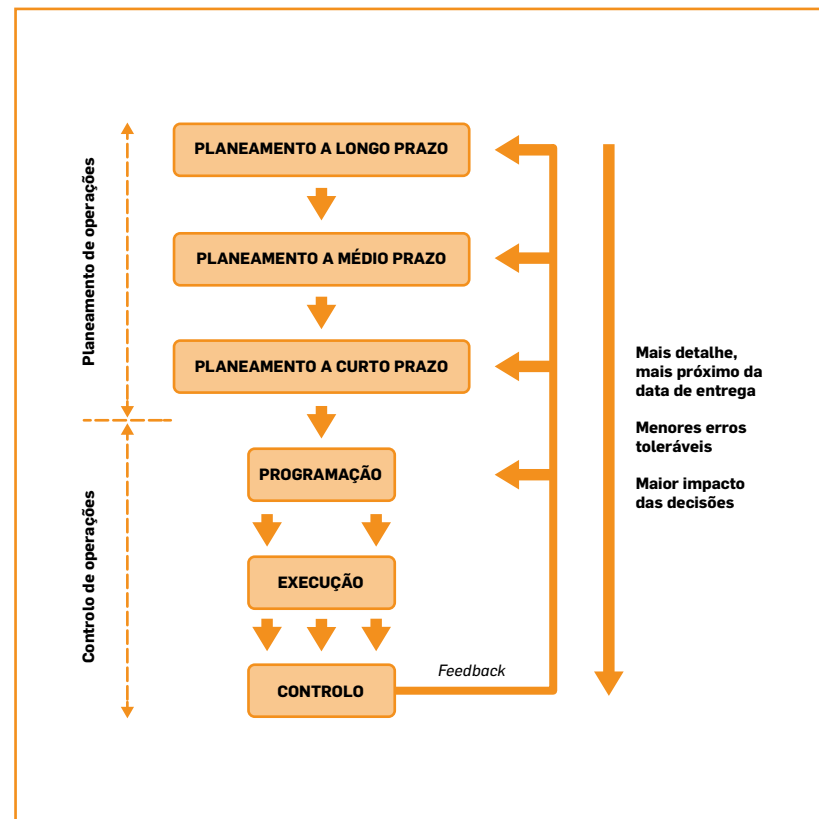 PLANEAMENTO A LONGO PRAZO
PLANEAMENTO A MÉDIO PRAZO
PLANEAMENTO A CURTO PRAZO
PROGRAMAÇÃO
EXECUÇÃO
CONTROLO
Feedback
Planeamento de operações
Controlo de operações
Mais detalhe,
mais próximo da
data de entrega
Menores erros
toleráveis
Maior impacto
das decisões